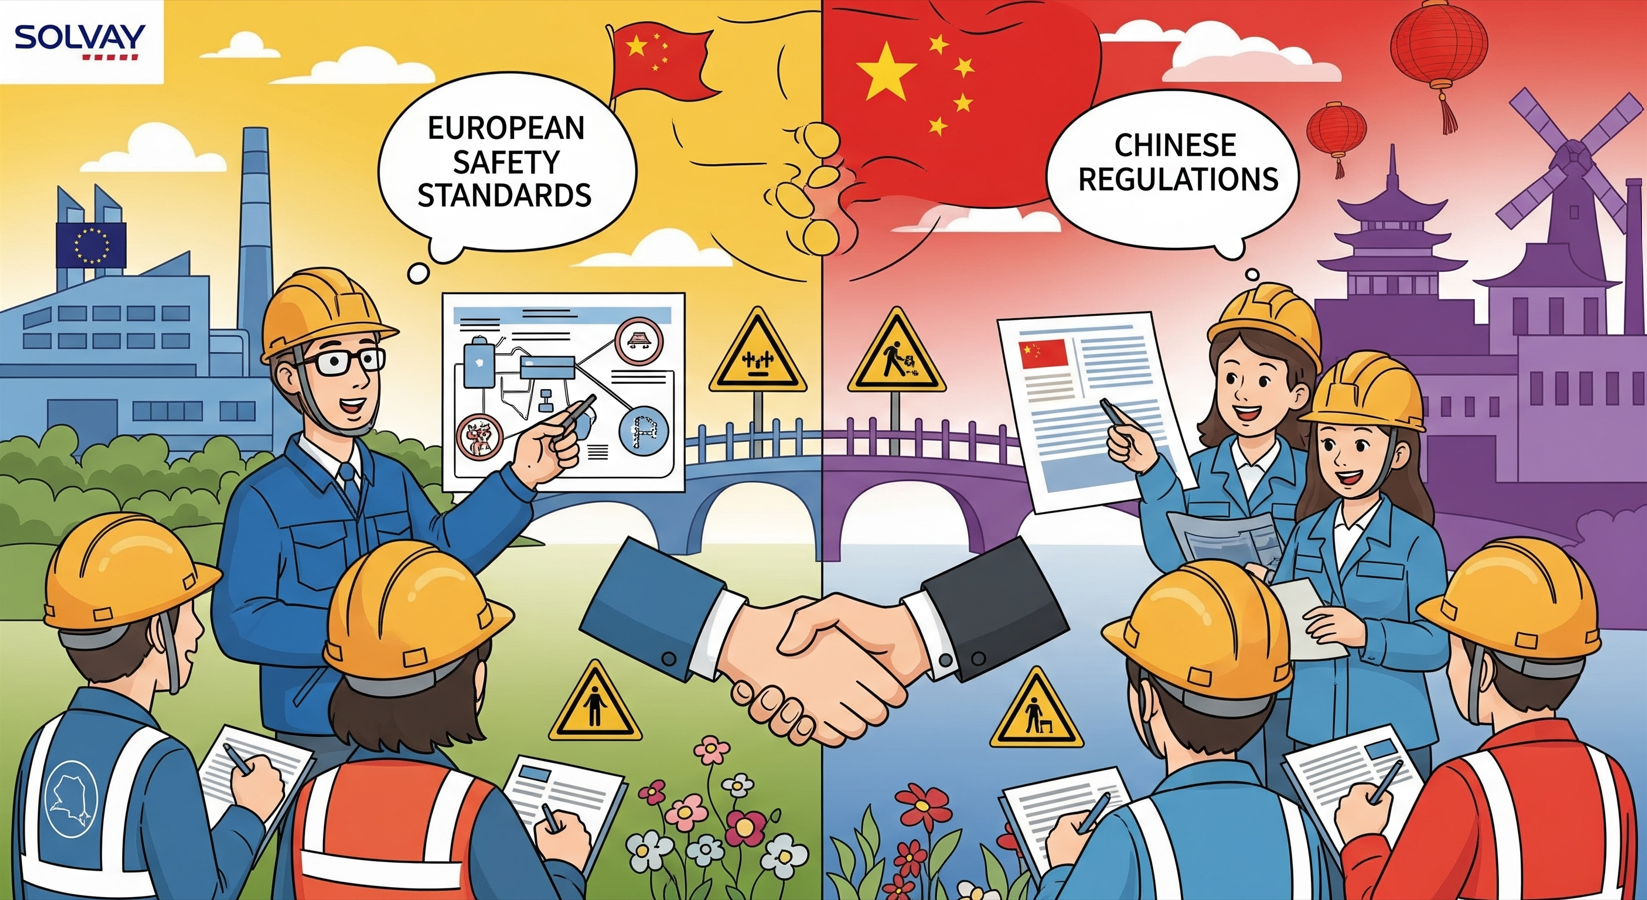 SOLVAY
EUROPEAN
SAFETY
STANDARDS
CHINESE
REGULATIONS